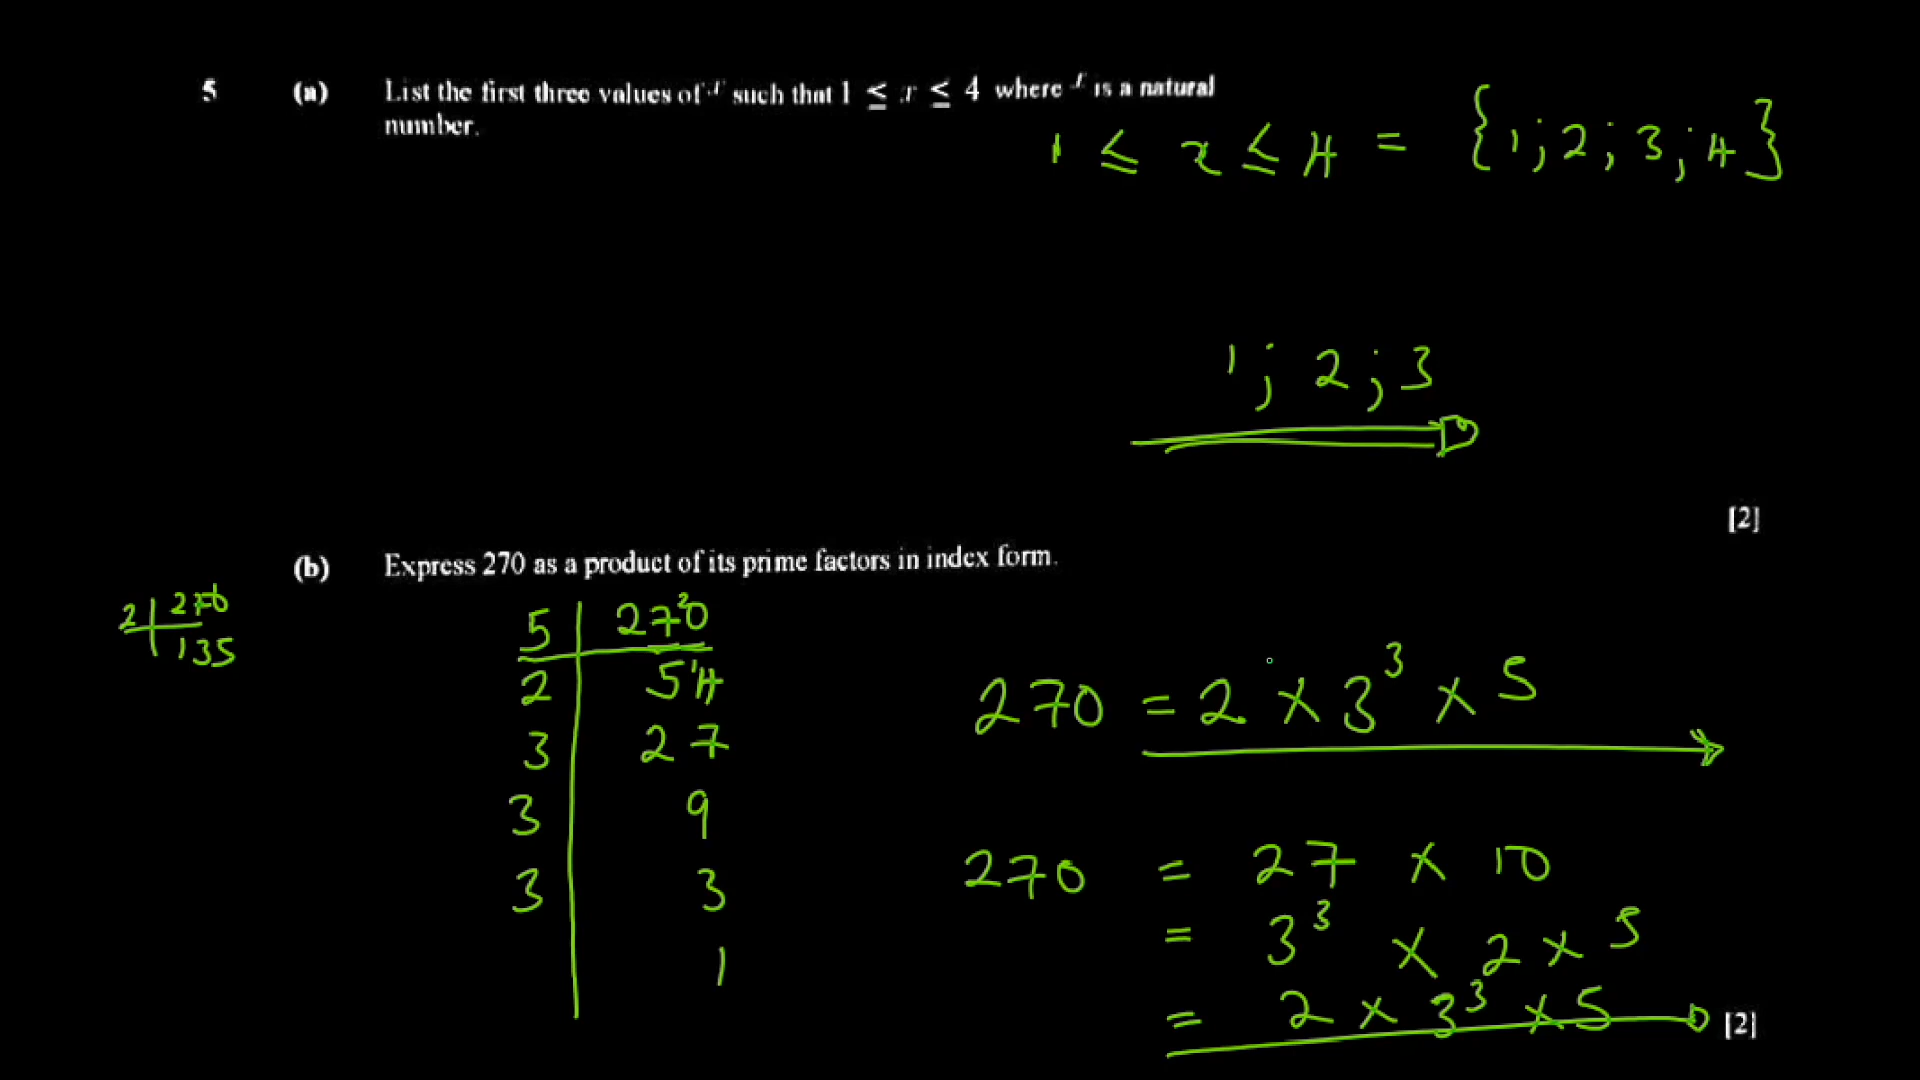 5 (a) List the first three values of x such that 1 ≤ x ≤ 4 where x is a natural
number.
1 ≤ x ≤ 4 = {1; 2; 3; 4}
1; 2; 3
[2]
(b) Express 270 as a product of its prime factors in index form.
2 | 270
135
5 | 270
2 | 54
3 | 27
3 | 9
3 | 3
1
270 = 2 × 3³ × 5
270 = 27 × 10
= 3³ × 2 × 5
= 2 × 3³ × 5
[2]